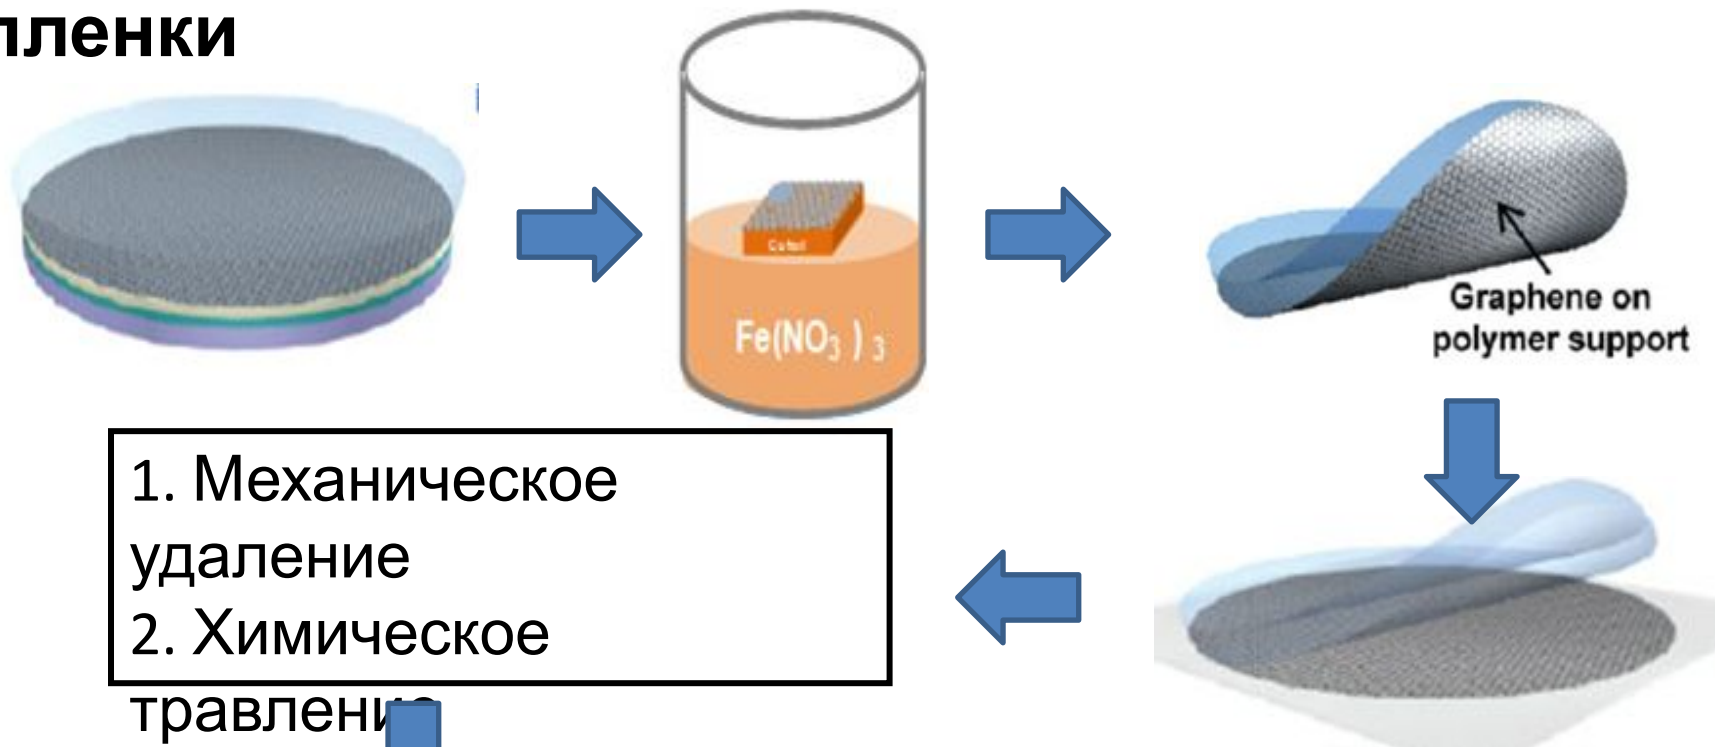 пленки
Cu foil
Fe(NO₃ ) ₃
Graphene on
polymer support
1. Механическое
удаление
2. Химическое
травление